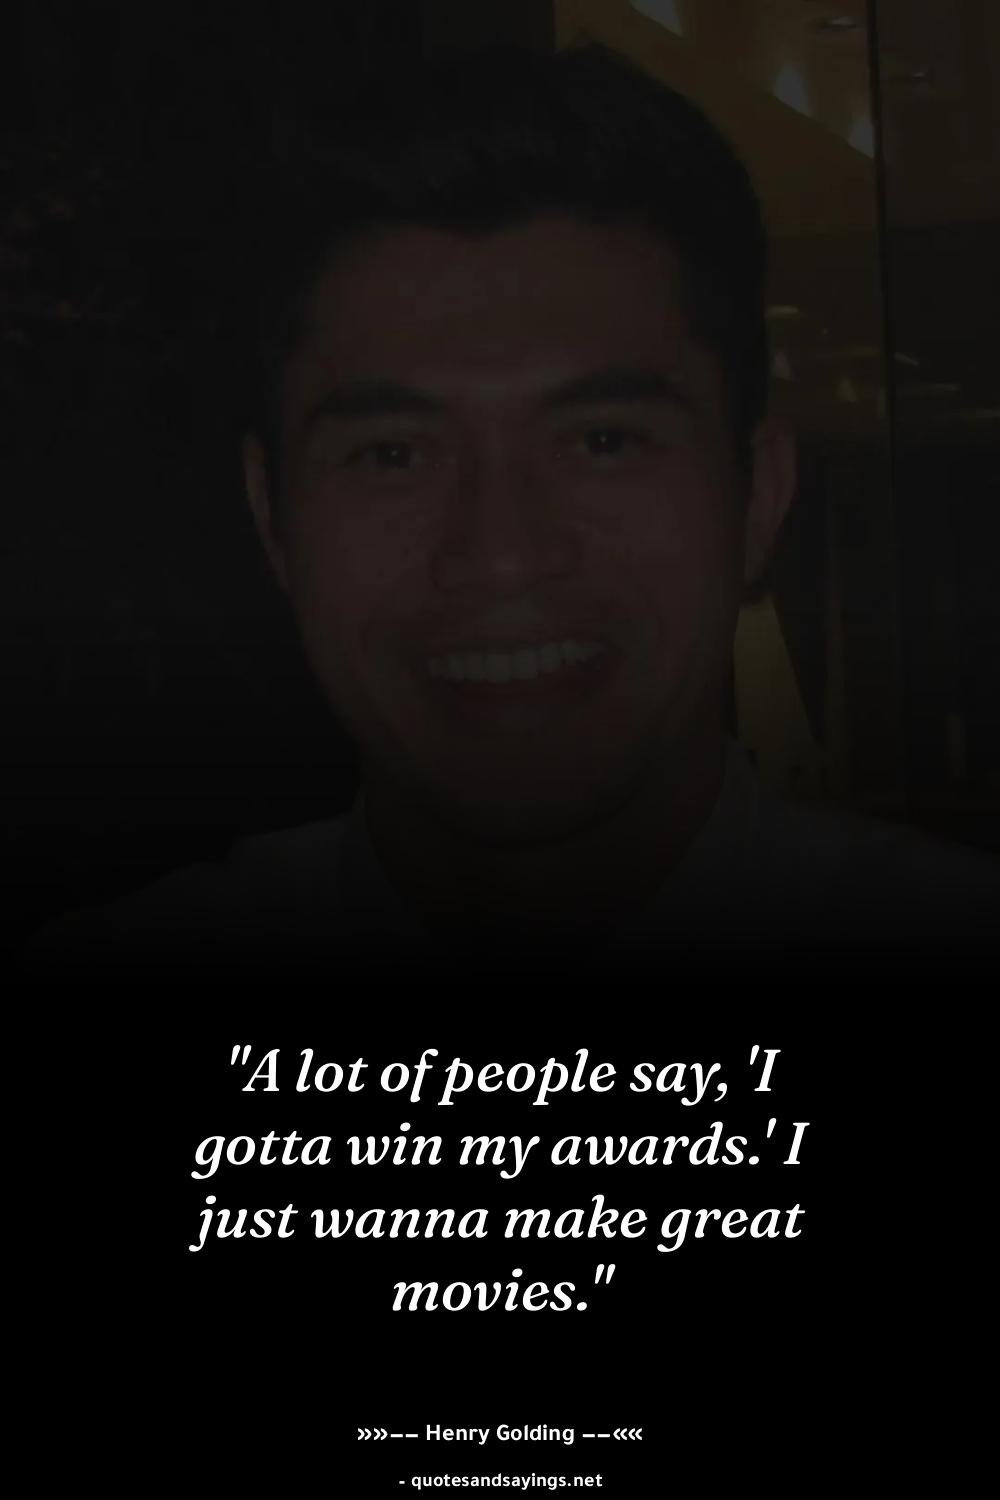 "A lot of people say, 'I
gotta win my awards.' I
just wanna make great
movies."
»»–– Henry Golding ––««
- quotesandsayings.net